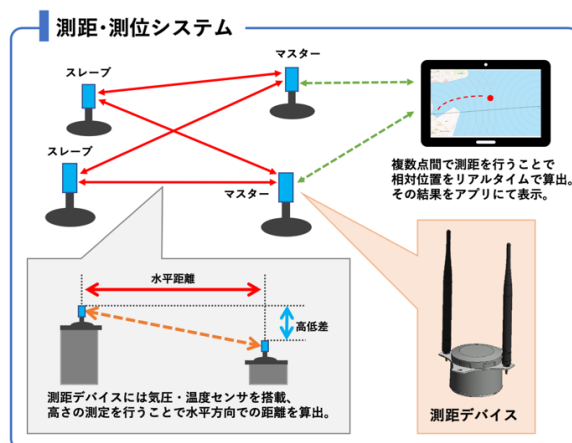 測距・測位システム
スレーブ
マスター
スレーブ
マスター
複数点間で測距を行うことで
相対位置をリアルタイムで算出。
その結果をアプリにて表示。
水平距離
高低差
測距デバイスには気圧・温度センサを搭載、
高さの測定を行うことで水平方向での距離を算出。
測距デバイス